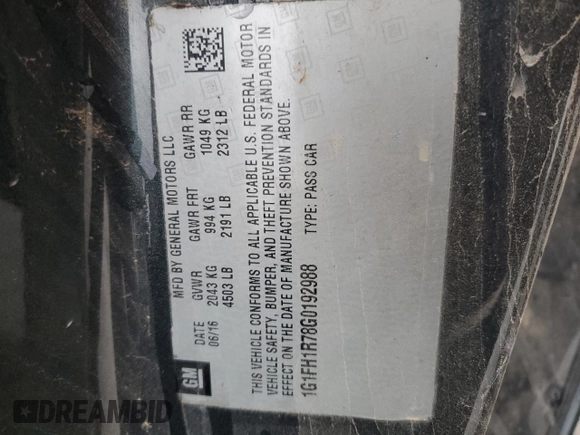 GM
MFD BY GENERAL MOTORS LLC
DATE GVWR GAWR FRT GAWR RR
06/16 2043 KG 994 KG 1049 KG
4503 LB 2191 LB 2312 LB
THIS VEHICLE CONFORMS TO ALL APPLICABLE U.S. FEDERAL MOTOR
VEHICLE SAFETY, BUMPER, AND THEFT PREVENTION STANDARDS IN
EFFECT ON THE DATE OF MANUFACTURE SHOWN ABOVE.
1G1FH1R78G0192988 TYPE: PASS CAR
DREAMBID